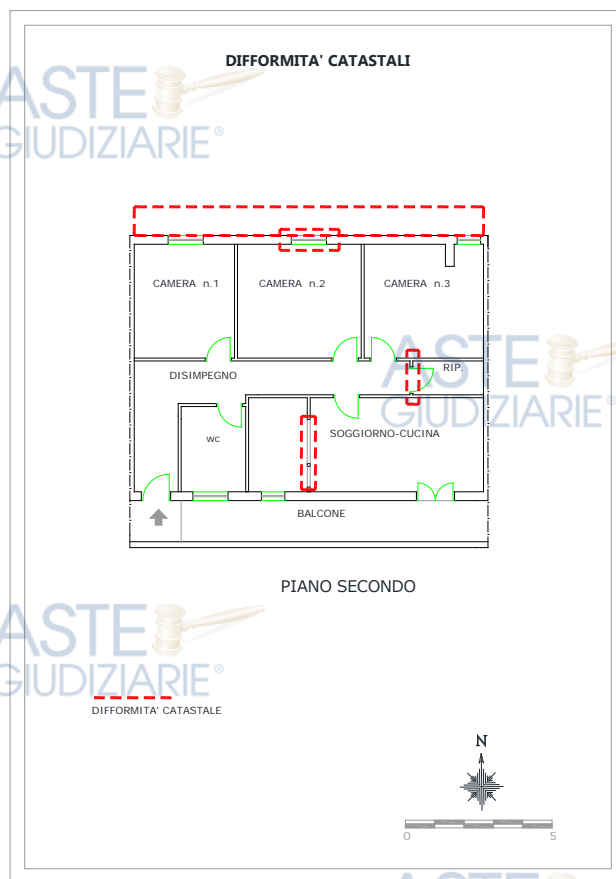 DIFFORMITA' CATASTALI
ASTE
GIUDIZIARIE®
CAMERA n.1
CAMERA n.2
CAMERA n.3
ASTE
GIUDIZIARIE®
DISIMPEGNO
RIP.
wc
SOGGIORNO-CUCINA
BALCONE
PIANO SECONDO
ASTE
GIUDIZIARIE®
DIFFORMITA' CATASTALE
N
0 5